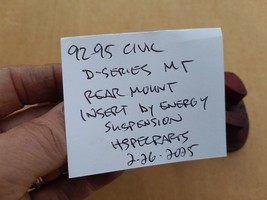 92-95 CIVIC
D-SERIES MT
REAR MOUNT
INSERT BY ENERGY
SUSPENSION
HSPECPARTS
2-26-2025